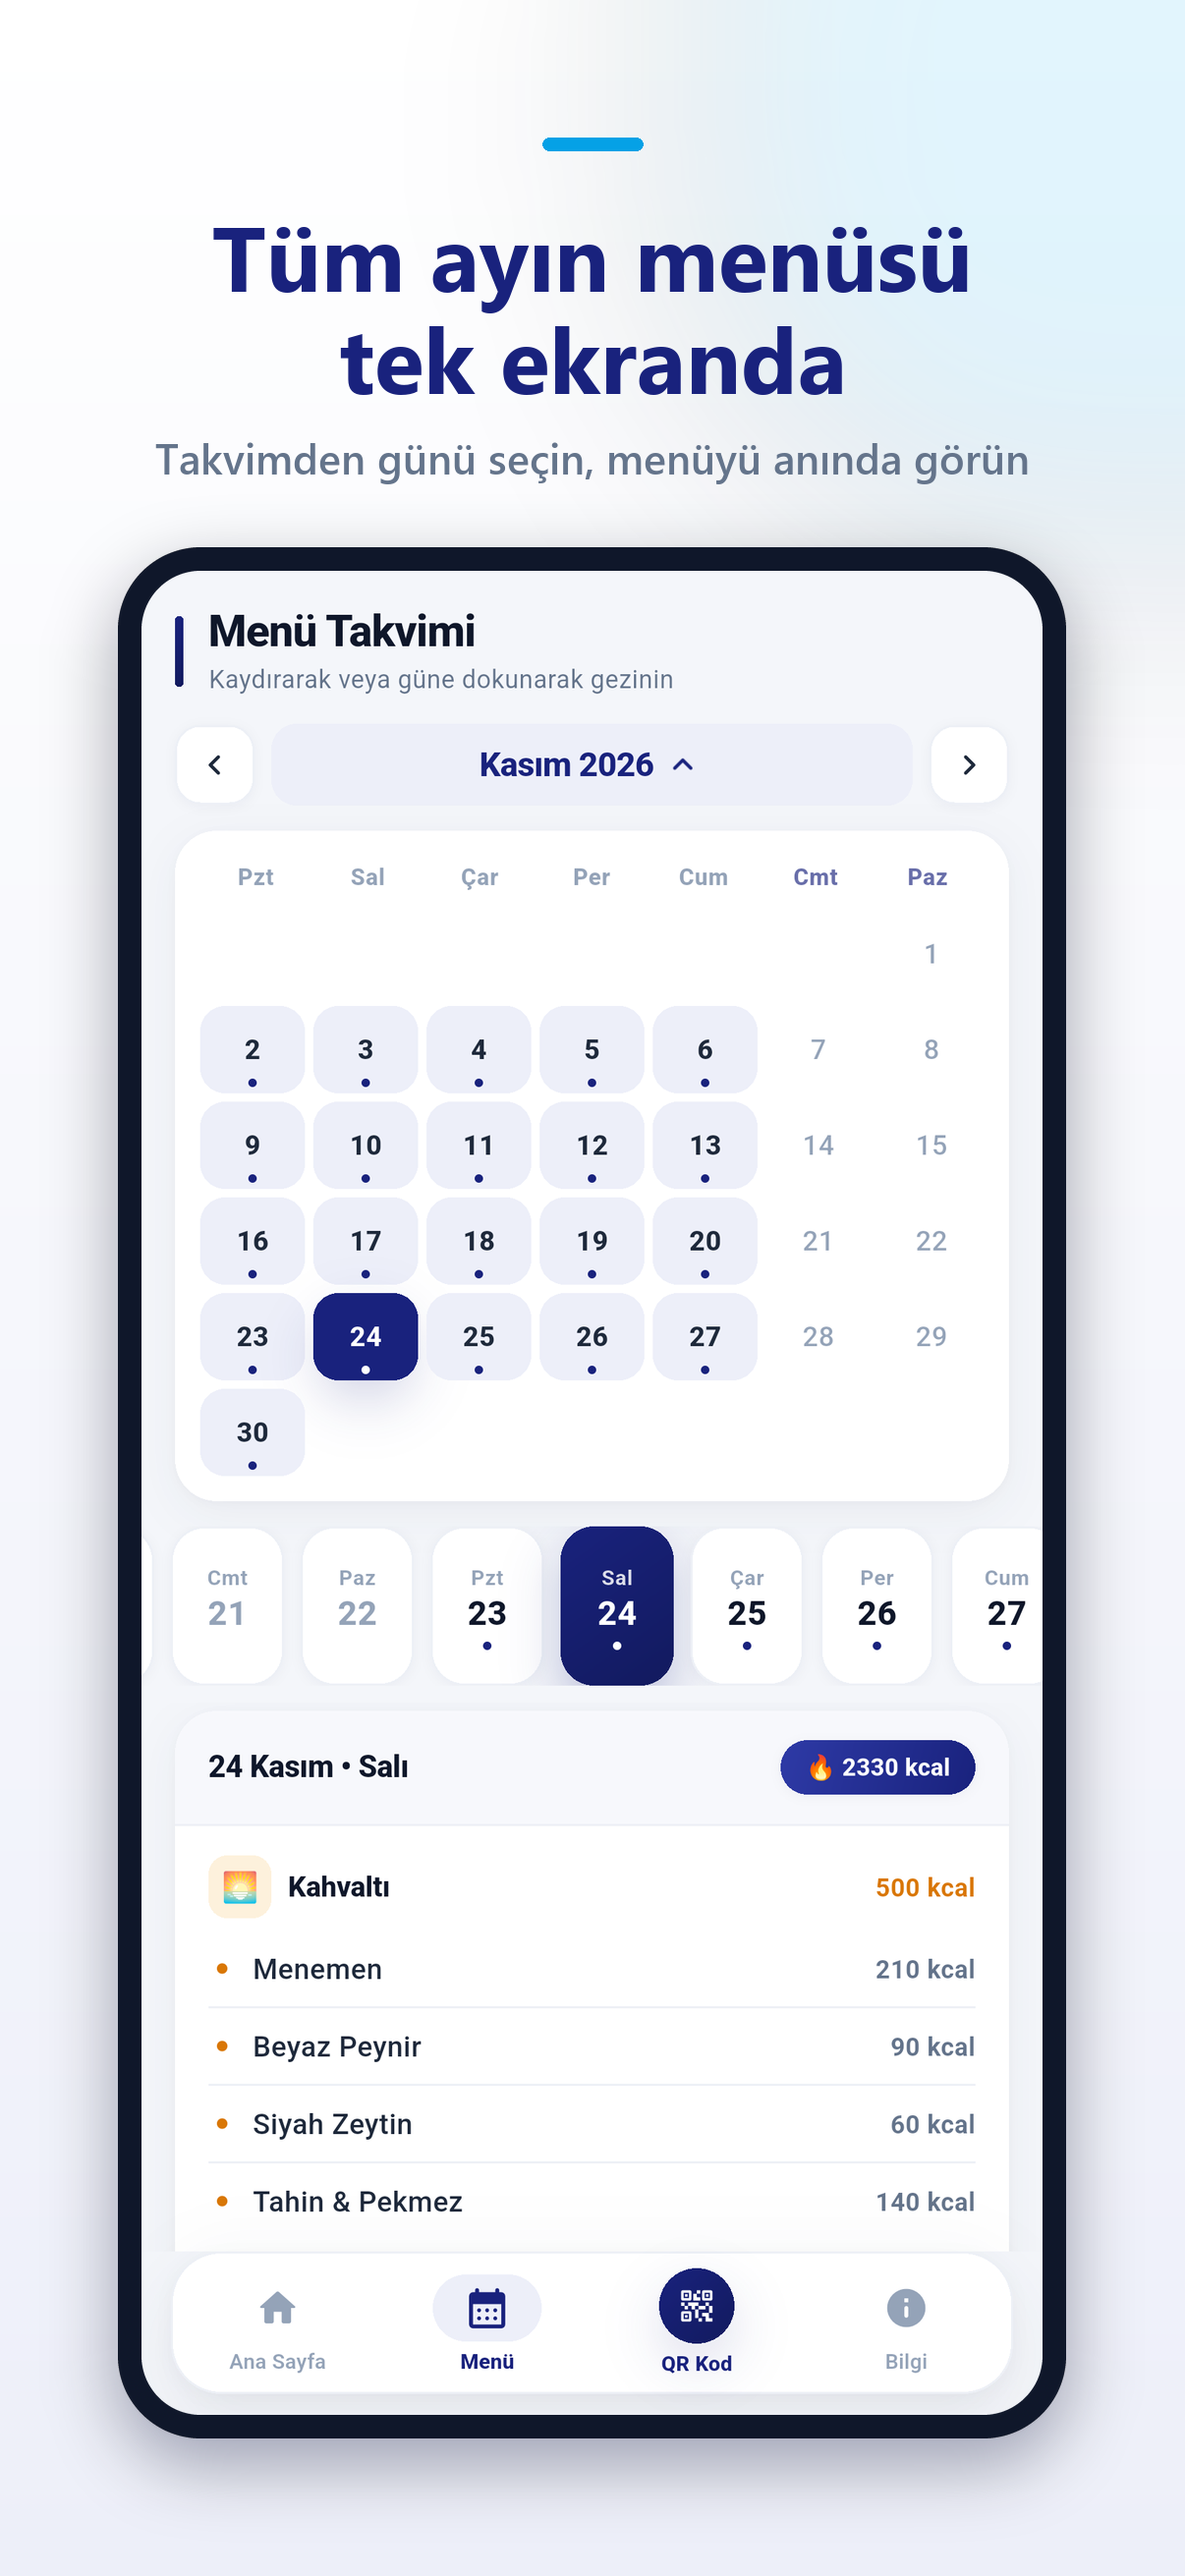 Tüm ayın menüsü
tek ekranda
Takvimden günü seçin, menüyü anında görün
Menü Takvimi
Kaydırarak veya güne dokunarak gezinin
Kasım 2026
Pzt Sal Çar Per Cum Cmt Paz
1
2 3 4 5 6 7 8
9 10 11 12 13 14 15
16 17 18 19 20 21 22
23 24 25 26 27 28 29
30
Cmt Paz Pzt Sal Çar Per Cum
21 22 23 24 25 26 27
24 Kasım • Salı 🔥 2330 kcal
Kahvaltı 500 kcal
• Menemen 210 kcal
• Beyaz Peynir 90 kcal
• Siyah Zeytin 60 kcal
• Tahin & Pekmez 140 kcal
Ana Sayfa Menü QR Kod Bilgi